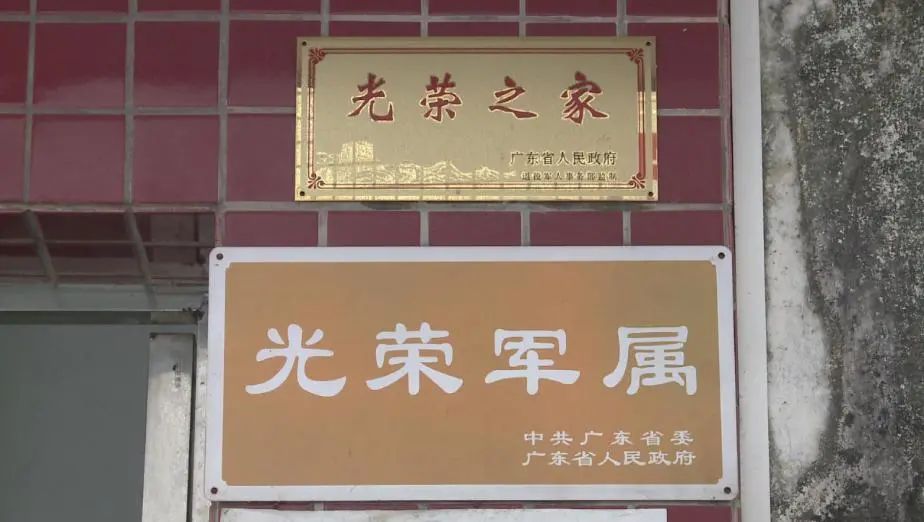 光荣之家
广东省人民政府
退役军人事务部监制
光荣军属
中共广东省委
广东省人民政府